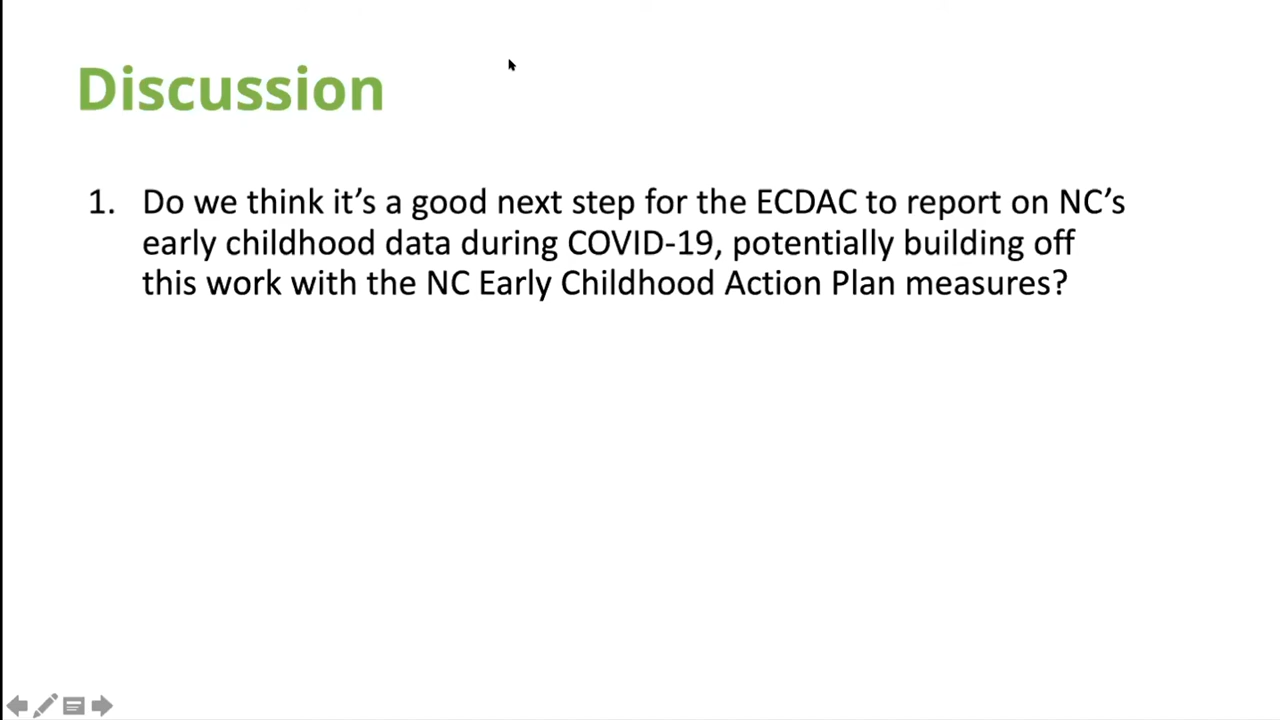 Discussion
1. Do we think it’s a good next step for the ECDAC to report on NC’s
early childhood data during COVID-19, potentially building off
this work with the NC Early Childhood Action Plan measures?